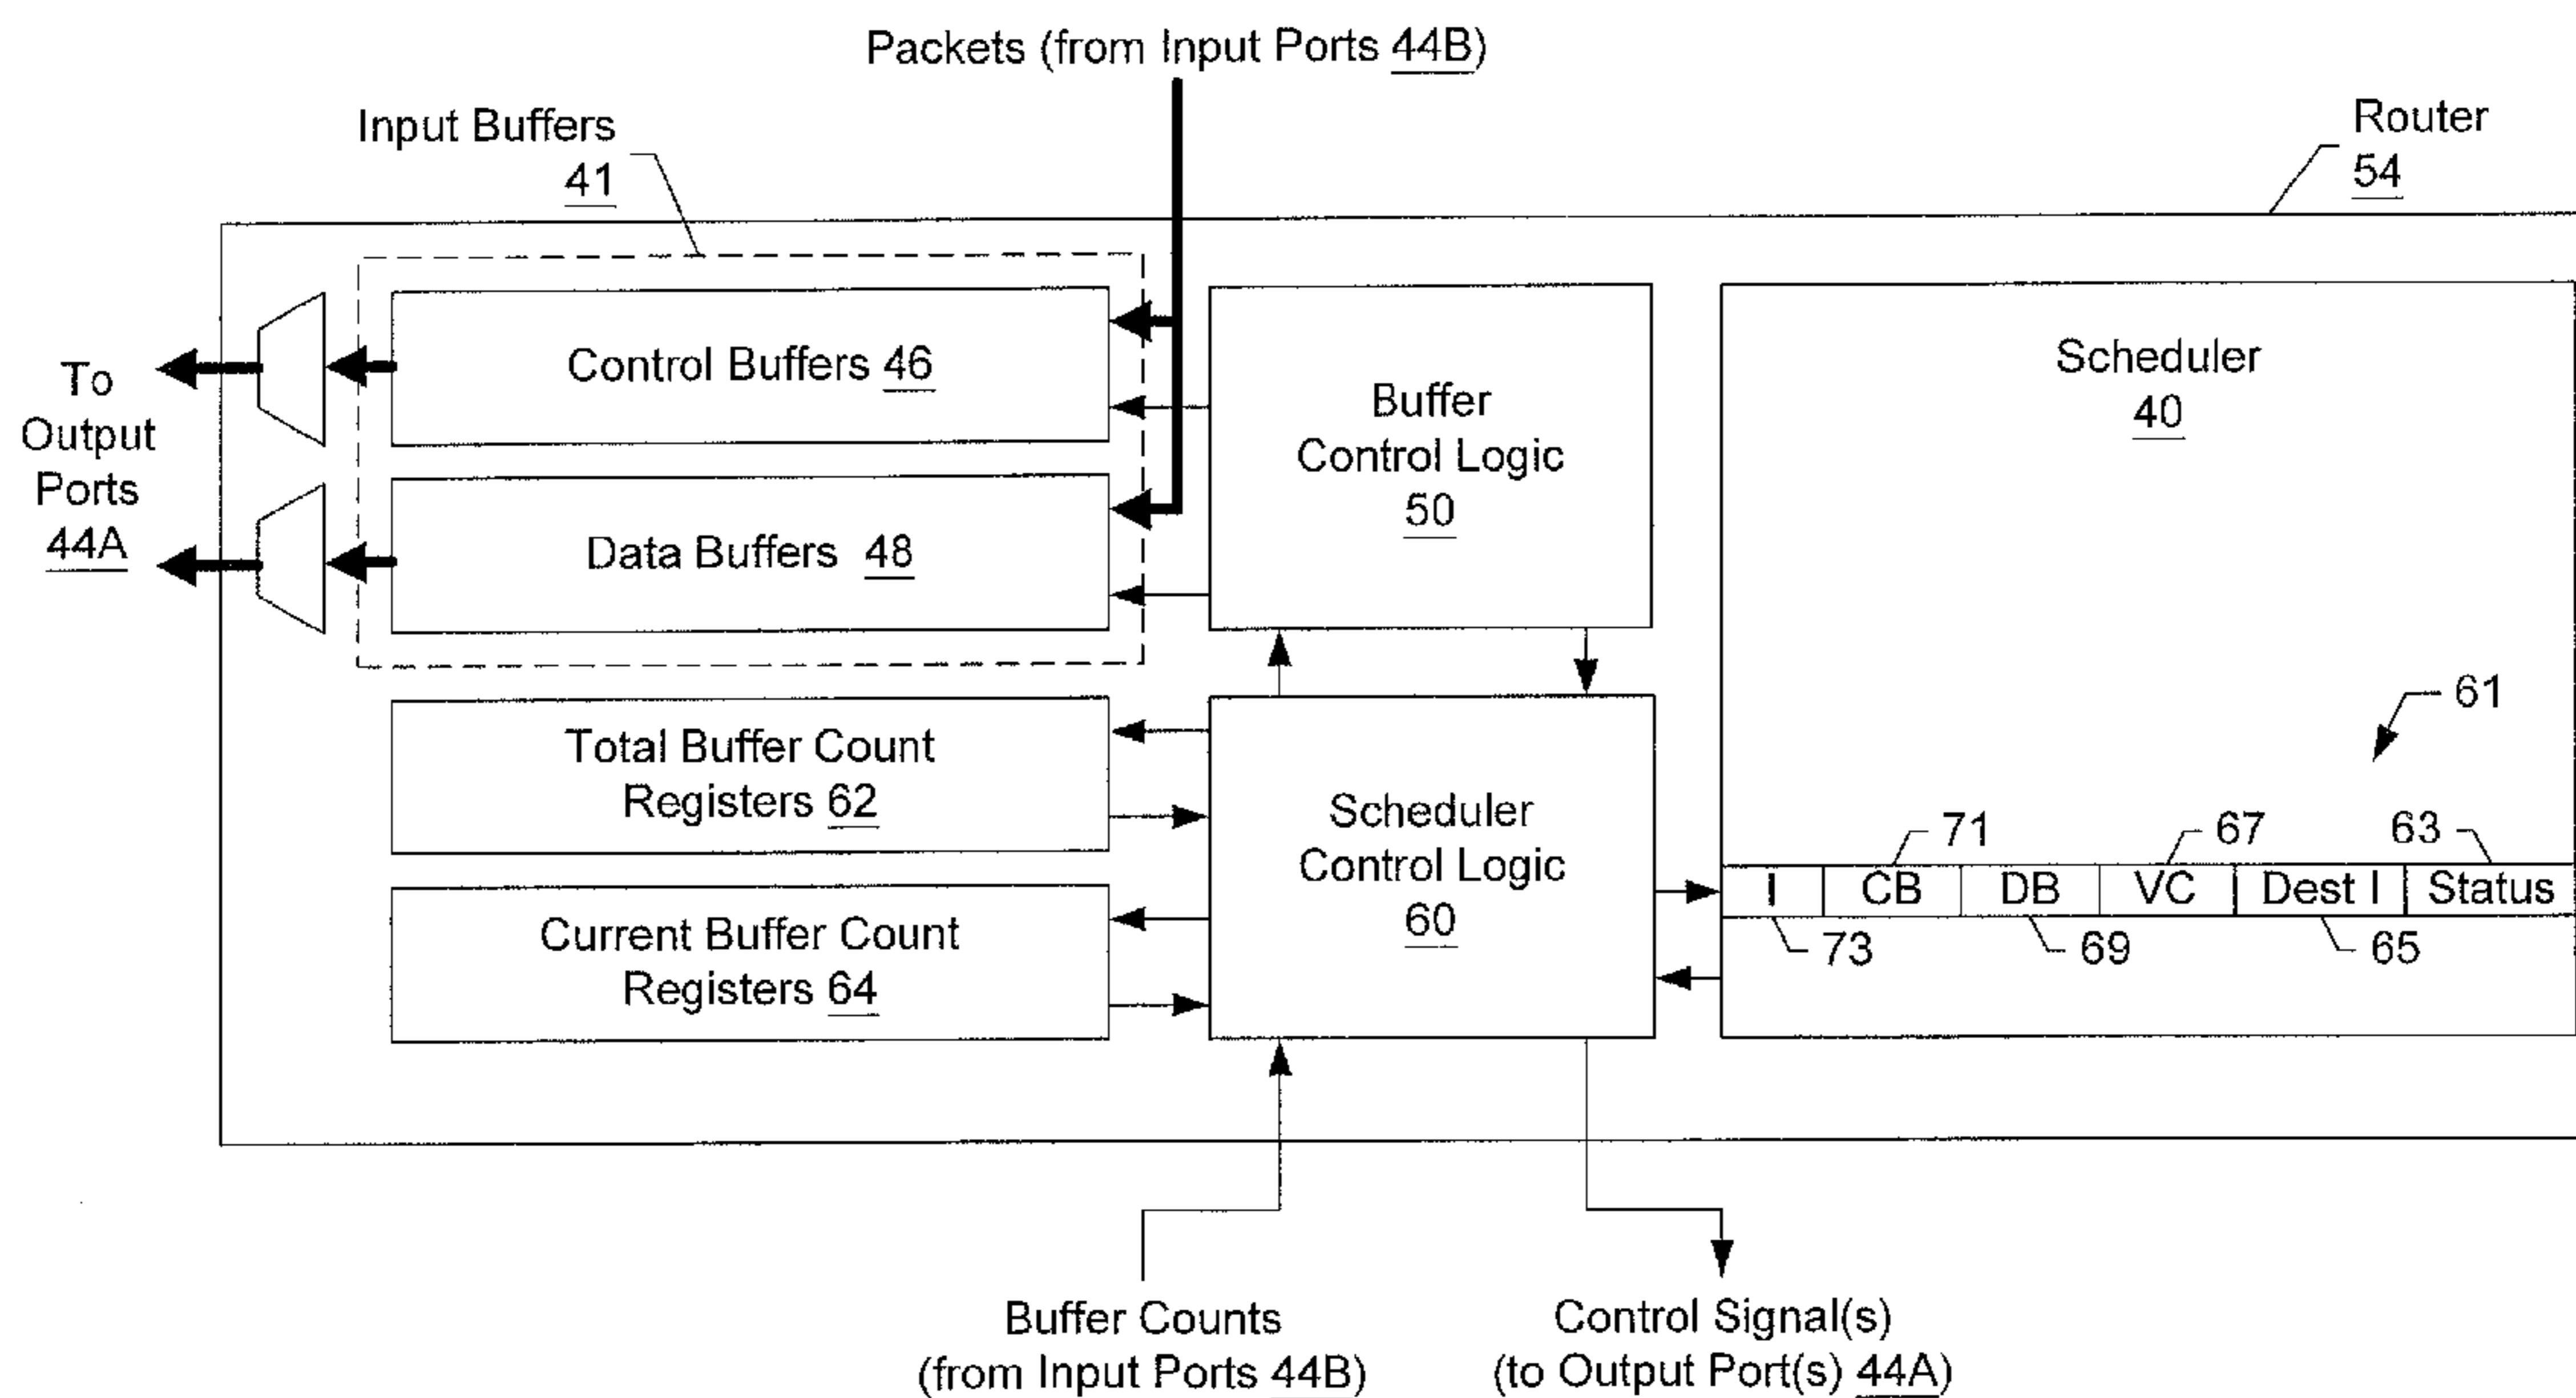 Packets (from Input Ports 44B)
Input Buffers
41
Router
54
To
Output
Ports
44A
Control Buffers 46
Data Buffers 48
Buffer
Control Logic
50
Scheduler
40
61
Total Buffer Count
Registers 62
Current Buffer Count
Registers 64
Scheduler
Control Logic
60
71
67
63
I
CB
DB
VC
Dest I
Status
73
69
65
Buffer Counts
(from Input Ports 44B)
Control Signal(s)
(to Output Port(s) 44A)